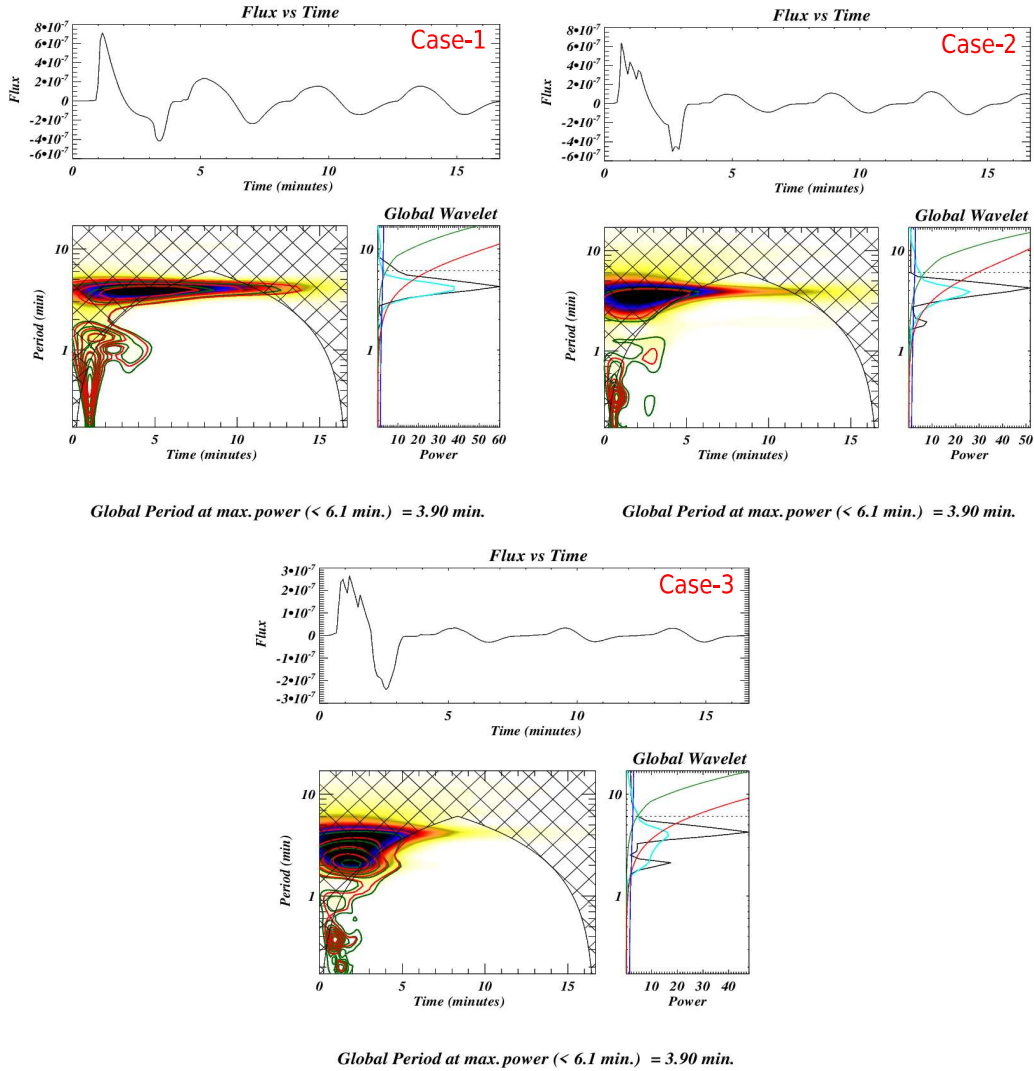 Flux vs Time
Case-1
8•10⁻⁷
6•10⁻⁷
4•10⁻⁷
2•10⁻⁷
0
-2•10⁻⁷
-4•10⁻⁷
-6•10⁻⁷
Flux
0 5 10 15
Time (minutes)
Global Wavelet
10
1
Period (min)
0 5 10 15
Time (minutes)
10
1
10 20 30 40 50 60
Power
Global Period at max. power (< 6.1 min.) = 3.90 min.
Flux vs Time
Case-2
8•10⁻⁷
6•10⁻⁷
4•10⁻⁷
2•10⁻⁷
0
-2•10⁻⁷
-4•10⁻⁷
-6•10⁻⁷
Flux
0 5 10 15
Time (minutes)
Global Wavelet
10
1
Period (min)
0 5 10 15
Time (minutes)
10
1
10 20 30 40 50
Power
Global Period at max. power (< 6.1 min.) = 3.90 min.
Flux vs Time
Case-3
3•10⁻⁷
2•10⁻⁷
1•10⁻⁷
0
-1•10⁻⁷
-2•10⁻⁷
-3•10⁻⁷
Flux
0 5 10 15
Time (minutes)
Global Wavelet
10
1
Period (min)
0 5 10 15
Time (minutes)
10
1
10 20 30 40
Power
Global Period at max. power (< 6.1 min.) = 3.90 min.